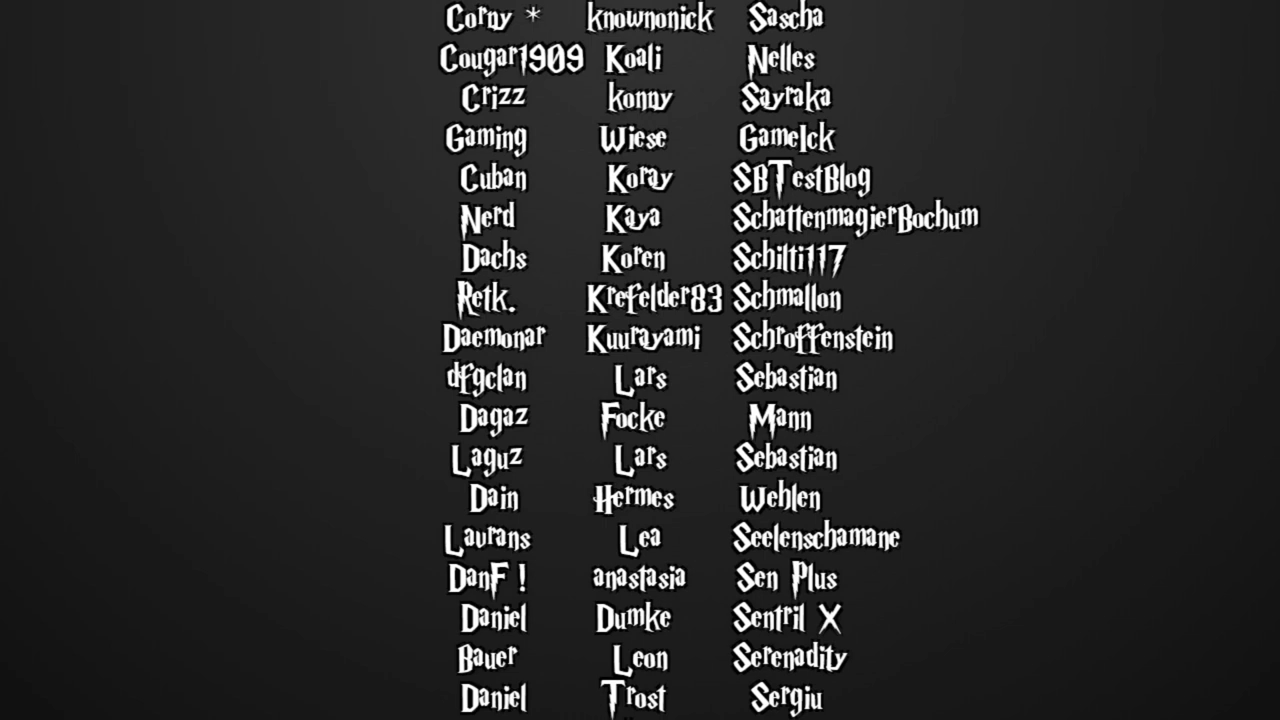 Corny * knownonick Sascha
Cougar1909 Koali Nelles
Crizz konny Sayraka
Gaming Wiese GameIck
Cuban Koray SBTestBlog
Nerd Kaya SchattenmagierBochum
Dachs Koren Schilti117
Retk. Krefelder83 Schmallon
Daemonar Kuurayami Schroffenstein
dfgclan Lars Sebastian
Dagaz Focke Mann
Laguz Lars Sebastian
Dain Hermes Wehlen
Laurans Lea Seelenschamane
DanF ! anastasia Sen Plus
Daniel Dumke Sentril X
Bauer Leon Serenadity
Daniel Trost Sergiu